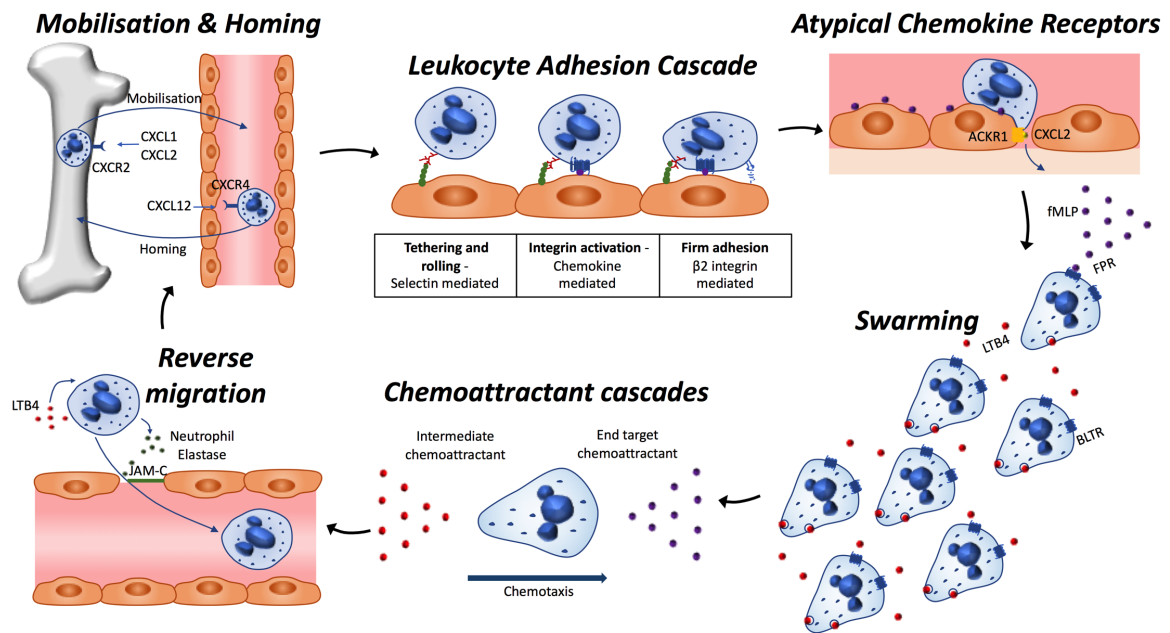 Mobilisation & Homing
Mobilisation
CXCL1
CXCL2
CXCR2
CXCR4
CXCL12
Homing
Leukocyte Adhesion Cascade
Tethering and
rolling -
Selectin mediated
Integrin activation -
Chemokine
mediated
Firm adhesion
β2 integrin
mediated
Atypical Chemokine Receptors
ACKR1
CXCL2
fMLP
FPR
Swarming
LTB4
BLTR
Chemoattractant cascades
Intermediate
chemoattractant
End target
chemoattractant
Chemotaxis
Reverse
migration
LTB4
Neutrophil
Elastase
JAM-C